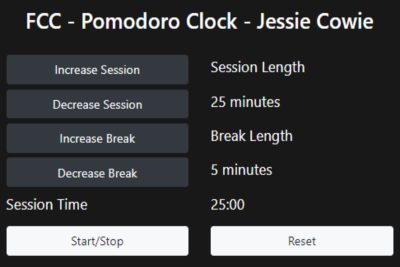 FCC - Pomodoro Clock - Jessie Cowie
Increase Session
Session Length
Decrease Session
25 minutes
Increase Break
Break Length
Decrease Break
5 minutes
Session Time
25:00
Start/Stop
Reset